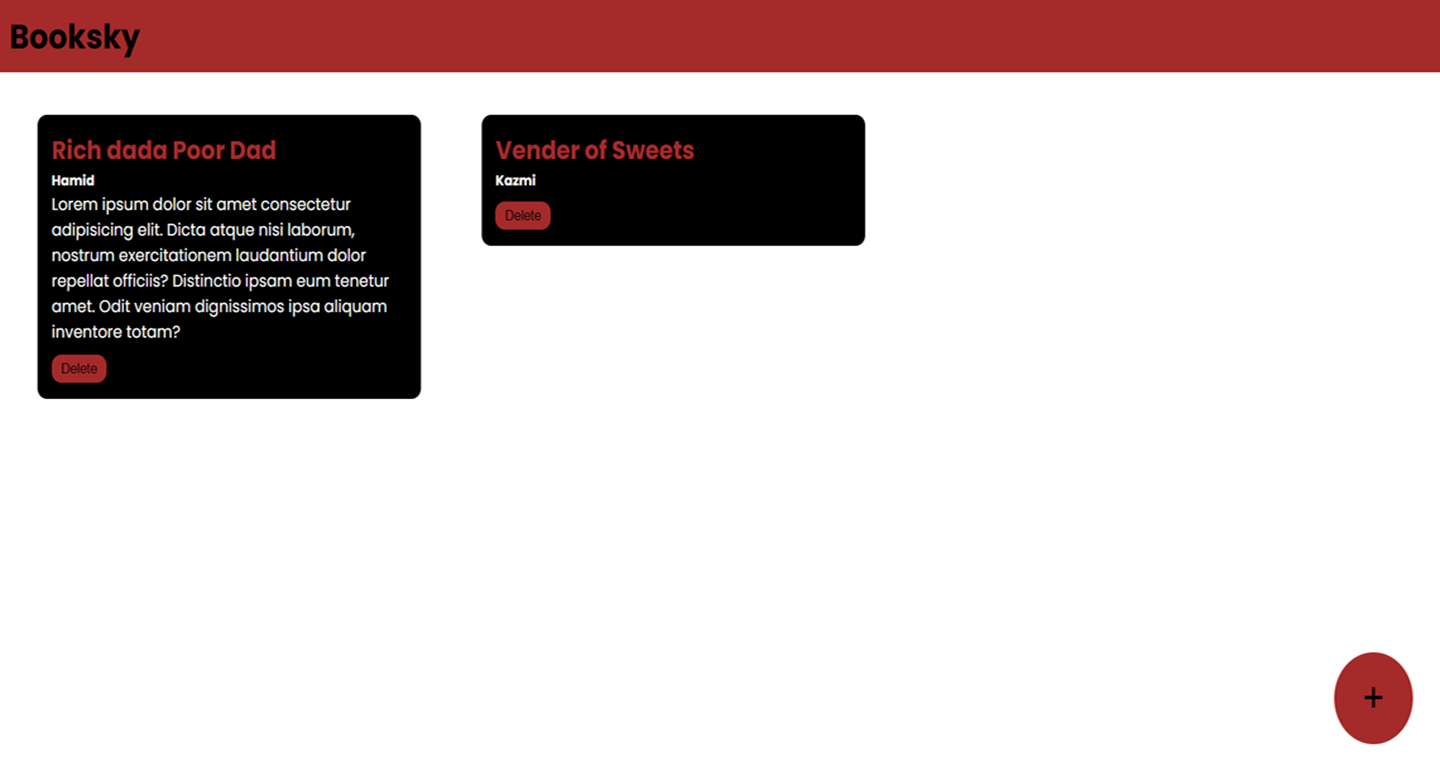 Booksky
Rich dada Poor Dad
Hamid
Lorem ipsum dolor sit amet consectetur
adipisicing elit. Dicta atque nisi laborum,
nostrum exercitationem laudantium dolor
repellat officiis? Distinctio ipsam eum tenetur
amet. Odit veniam dignissimos ipsa aliquam
inventore totam?
Delete
Vender of Sweets
Kazmi
Delete
+